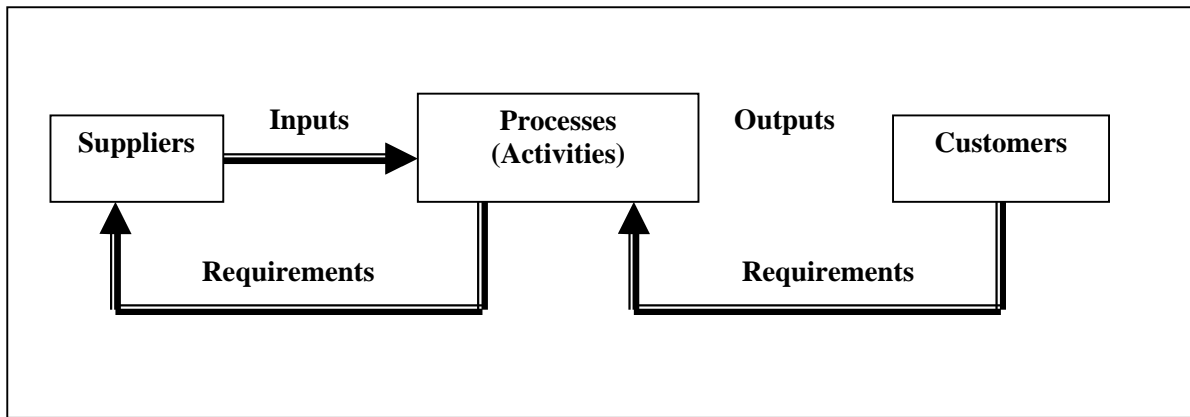 Inputs
Suppliers
Processes
(Activities)
Outputs
Customers
Requirements
Requirements